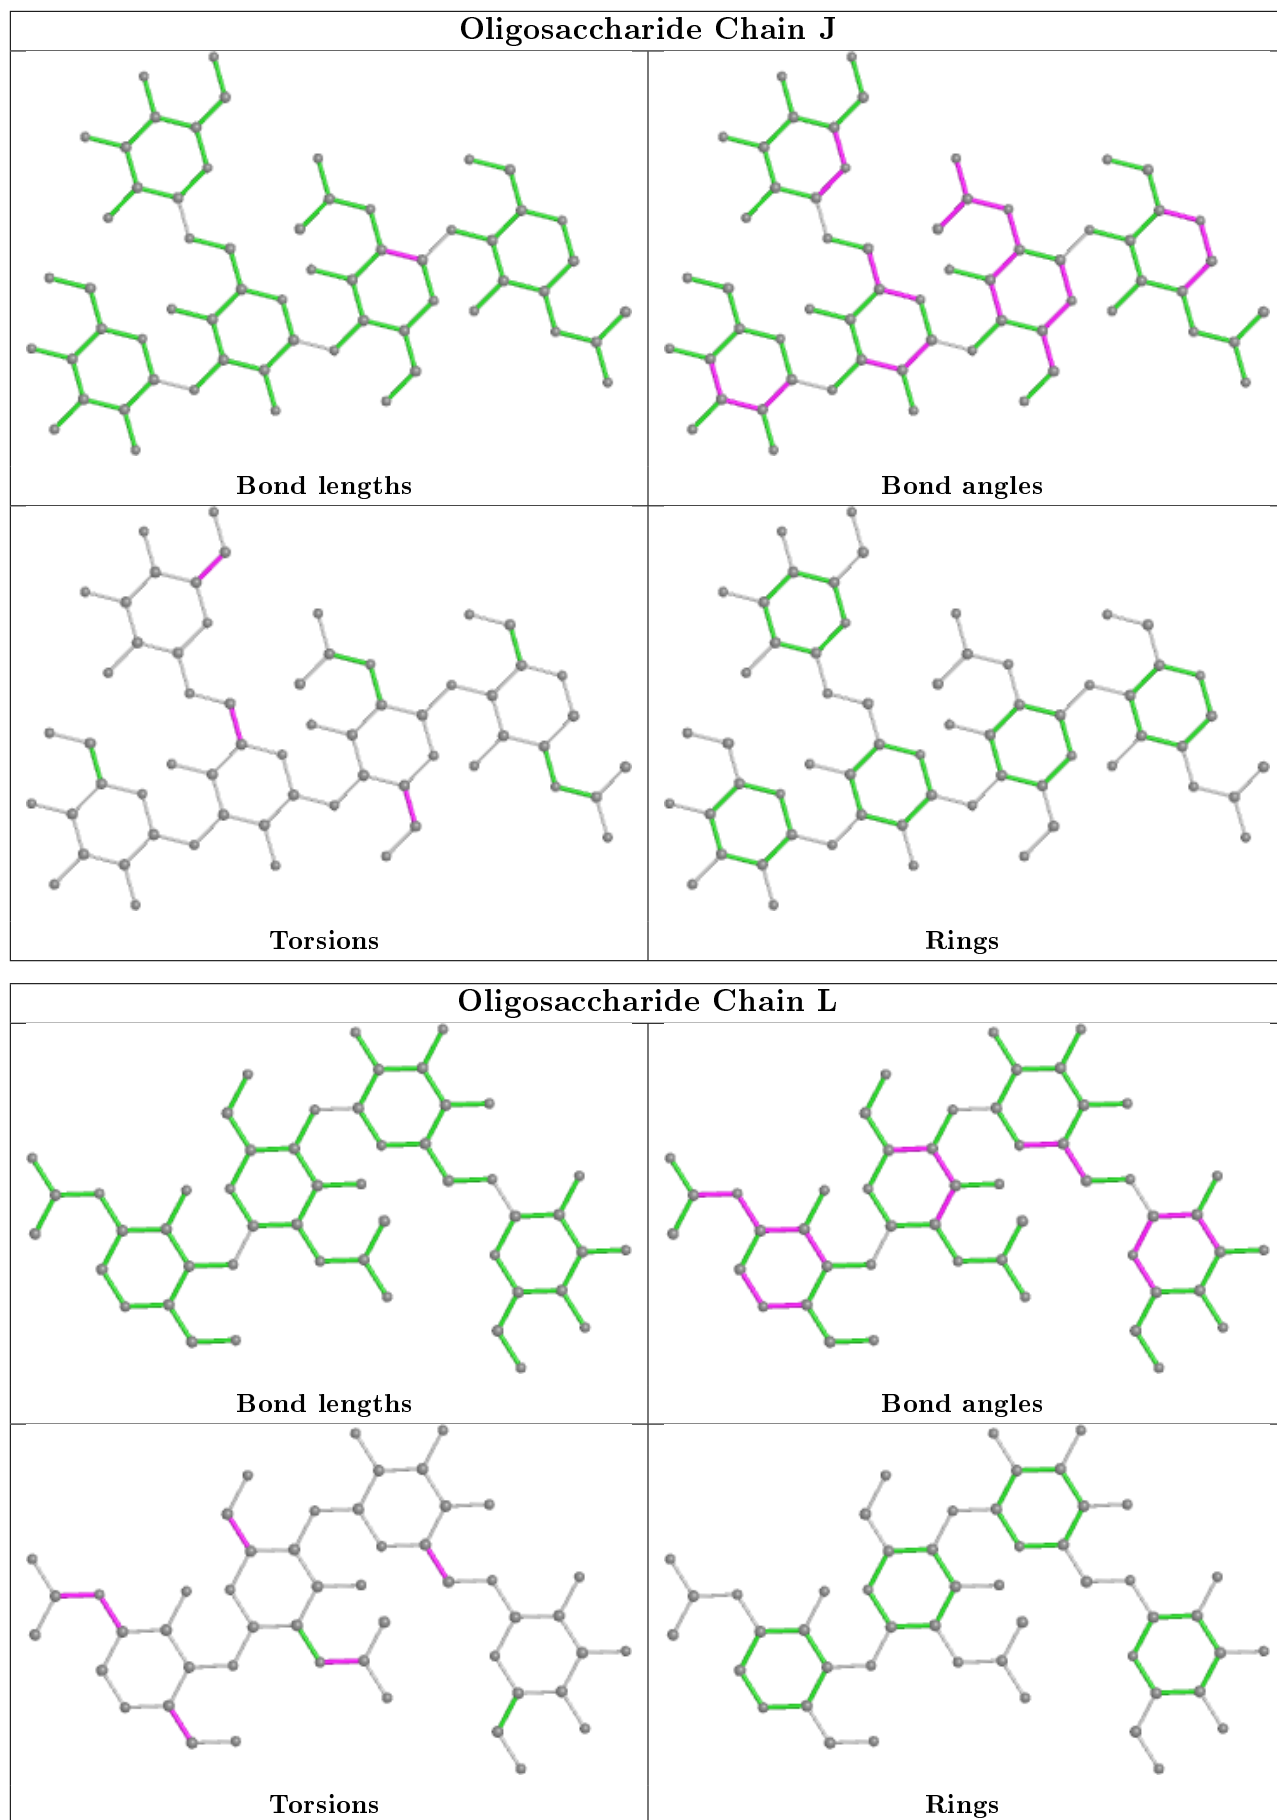 Oligosaccharide Chain J
Bond lengths
Bond angles
Torsions
Rings
Oligosaccharide Chain L
Bond lengths
Bond angles
Torsions
Rings